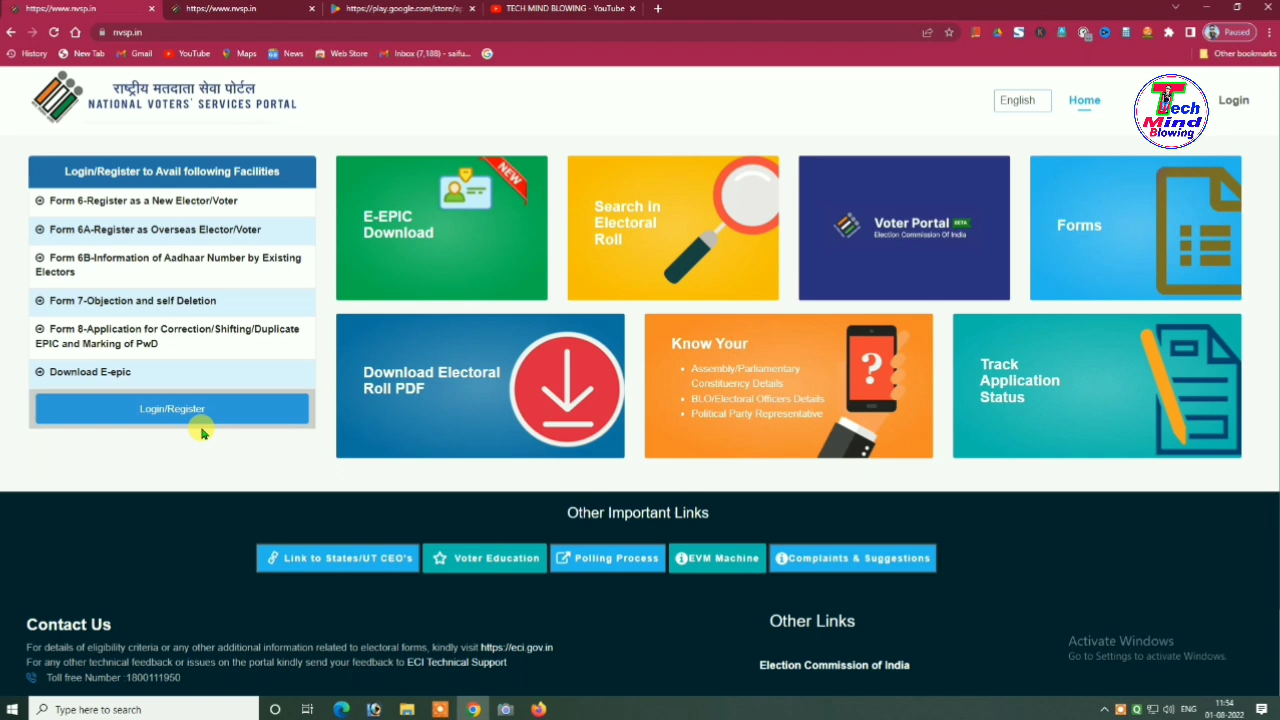 https://www.nvsp.in
https://www.nvsp.in
https://play.google.com/store/ap
TECH MIND BLOWING - YouTube
nvsp.in
Paused
History
New Tab
Gmail
YouTube
Maps
News
Web Store
Inbox (7,188) - saifu...
Other bookmarks
राष्ट्रीय मतदाता सेवा पोर्टल
NATIONAL VOTERS' SERVICES PORTAL
English
Home
Tech
Mind
Blowing
Login
Login/Register to Avail following Facilities
Form 6-Register as a New Elector/Voter
Form 6A-Register as Overseas Elector/Voter
Form 6B-Information of Aadhaar Number by Existing
Electors
Form 7-Objection and self Deletion
Form 8-Application for Correction/Shifting/Duplicate
EPIC and Marking of PwD
Download E-epic
Login/Register
NEW
E-EPIC
Download
Search in
Electoral
Roll
Voter Portal BETA
Election Commission Of India
Forms
Download Electoral
Roll PDF
Know Your
Assembly/Parliamentary
Constituency Details
BLO/Electoral Officers Details
Political Party Representative
?
Track
Application
Status
Other Important Links
Link to States/UT CEO's
Voter Education
Polling Process
EVM Machine
Complaints & Suggestions
Contact Us
For details of eligibility criteria or any other additional information related to electoral forms, kindly visit https://eci.gov.in
For any other technical feedback or issues on the portal kindly send your feedback to ECI Technical Support
Toll free Number :1800111950
Other Links
Election Commission of India
Activate Windows
Go to Settings to activate Windows.
Type here to search
ENG
11:54
01-08-2022